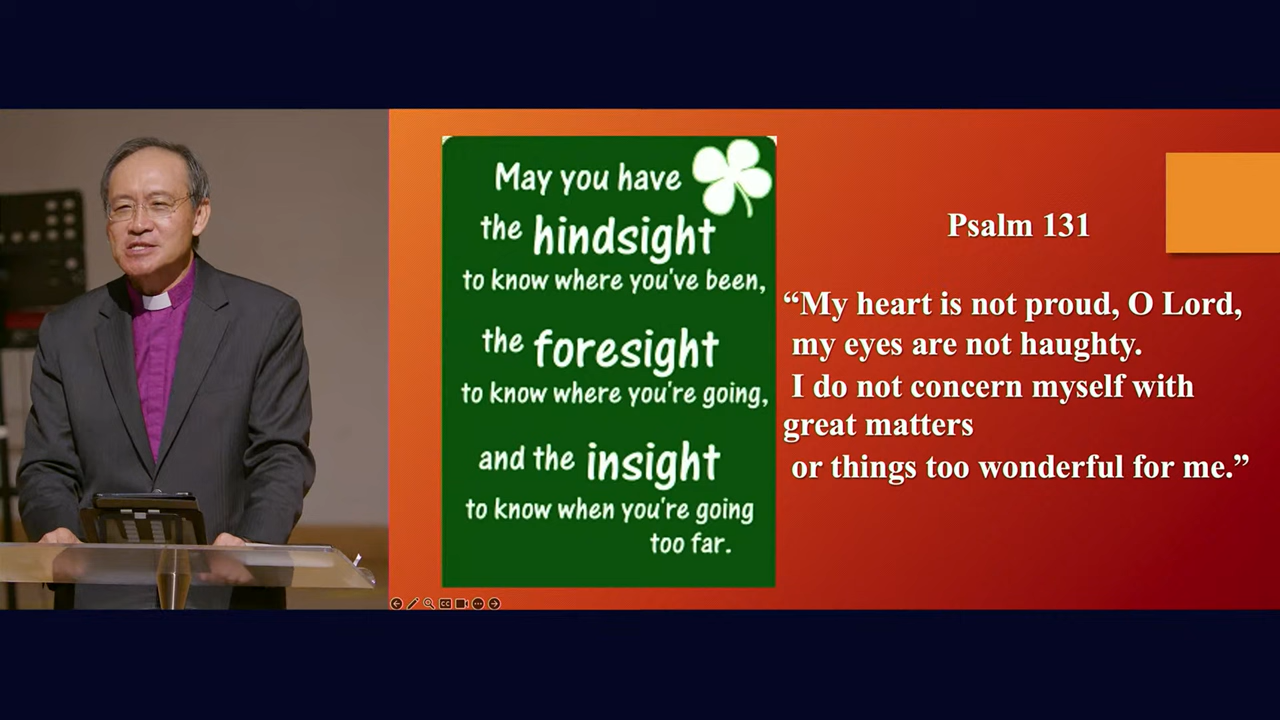 May you have
the hindsight
to know where you've been,
the foresight
to know where you're going,
and the insight
to know when you're going
too far.
Psalm 131
“My heart is not proud, O Lord,
my eyes are not haughty.
I do not concern myself with
great matters
or things too wonderful for me.”
CC